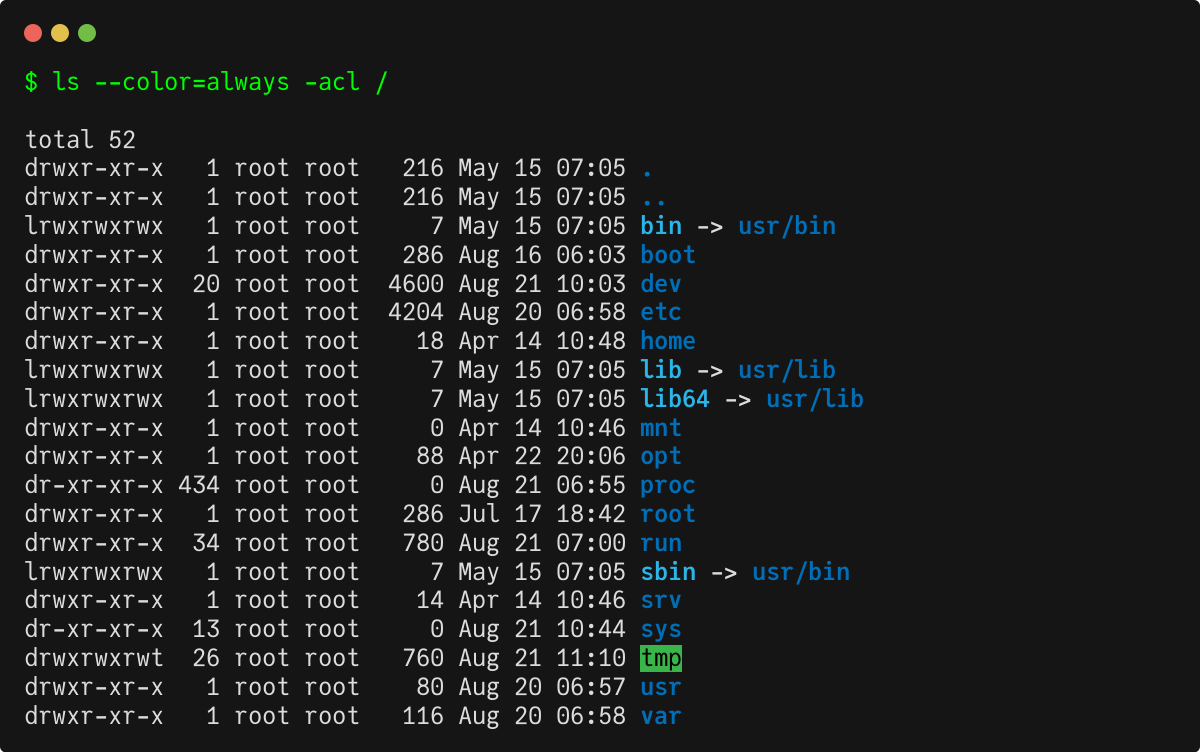 $ ls --color=always -acl /
total 52
drwxr-xr-x   1 root root   216 May 15 07:05 .
drwxr-xr-x   1 root root   216 May 15 07:05 ..
lrwxrwxrwx   1 root root     7 May 15 07:05 bin -> usr/bin
drwxr-xr-x   1 root root   286 Aug 16 06:03 boot
drwxr-xr-x  20 root root  4600 Aug 21 10:03 dev
drwxr-xr-x   1 root root  4204 Aug 20 06:58 etc
drwxr-xr-x   1 root root    18 Apr 14 10:48 home
lrwxrwxrwx   1 root root     7 May 15 07:05 lib -> usr/lib
lrwxrwxrwx   1 root root     7 May 15 07:05 lib64 -> usr/lib
drwxr-xr-x   1 root root     0 Apr 14 10:46 mnt
drwxr-xr-x   1 root root    88 Apr 22 20:06 opt
dr-xr-xr-x 434 root root     0 Aug 21 06:55 proc
drwxr-xr-x   1 root root   286 Jul 17 18:42 root
drwxr-xr-x  34 root root   780 Aug 21 07:00 run
lrwxrwxrwx   1 root root     7 May 15 07:05 sbin -> usr/bin
drwxr-xr-x   1 root root    14 Apr 14 10:46 srv
dr-xr-xr-x  13 root root     0 Aug 21 10:44 sys
drwxrwxrwt  26 root root   760 Aug 21 11:10 tmp
drwxr-xr-x   1 root root    80 Aug 20 06:57 usr
drwxr-xr-x   1 root root   116 Aug 20 06:58 var